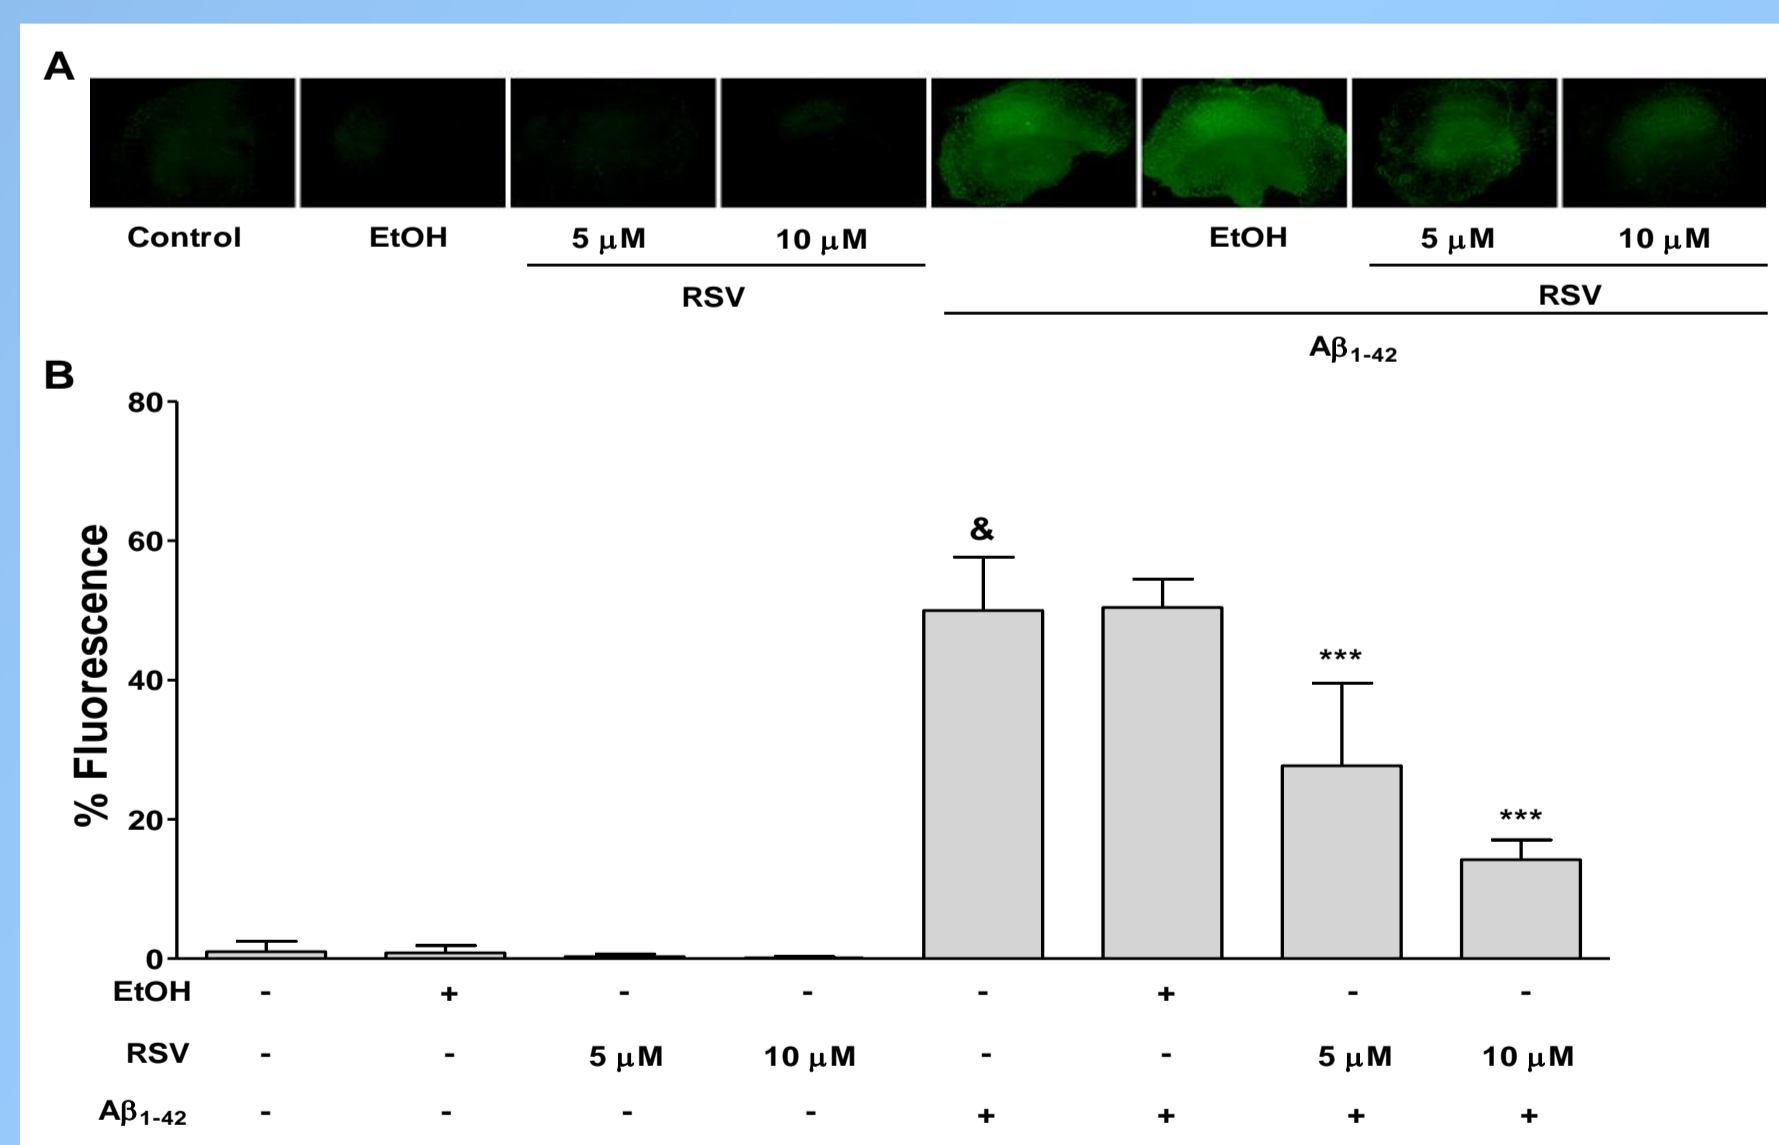 A
Control EtOH 5 μM 10 μM EtOH 5 μM 10 μM
RSV RSV
Aβ1-42
B
% Fluorescence
80
60
40
20
0
&
***
***
EtOH - + - - - + - -
RSV - - 5 μM 10 μM - - 5 μM 10 μM
Aβ1-42 - - - - + + + +